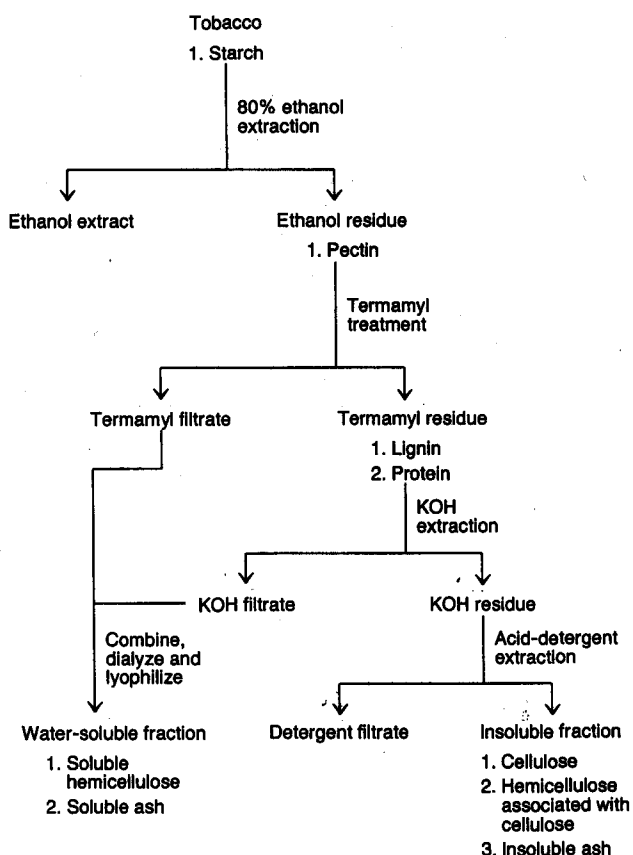 Tobacco
1. Starch
80% ethanol
extraction
Ethanol extract
Ethanol residue
1. Pectin
Termamyl
treatment
Termamyl filtrate
Termamyl residue
1. Lignin
2. Protein
KOH
extraction
KOH filtrate
KOH residue
Combine,
dialyze and
lyophilize
Acid-detergent
extraction
Water-soluble fraction
1. Soluble
hemicellulose
2. Soluble ash
Detergent filtrate
Insoluble fraction
1. Cellulose
2. Hemicellulose
associated with
cellulose
3. Insoluble ash